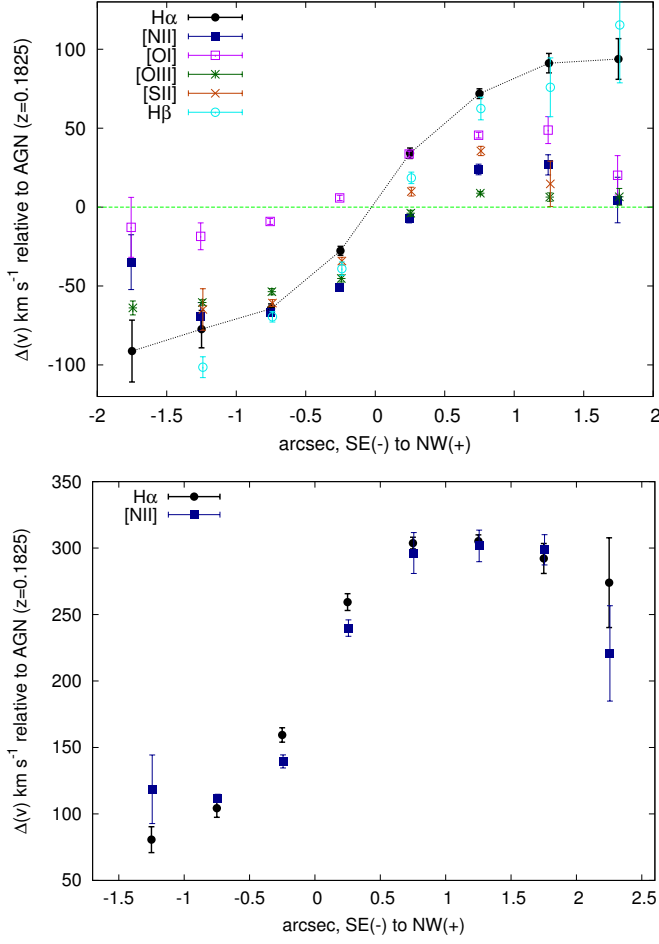 Hα
[NII]
[OI]
[OIII]
[SII]
Hβ
100
50
0
-50
-100
Δ(v) km s⁻¹ relative to AGN (z=0.1825)
-2 -1.5 -1 -0.5 0 0.5 1 1.5 2
arcsec, SE(-) to NW(+)
Hα
[NII]
350
300
250
200
150
100
50
Δ(v) km s⁻¹ relative to AGN (z=0.1825)
-1.5 -1 -0.5 0 0.5 1 1.5 2 2.5
arcsec, SE(-) to NW(+)